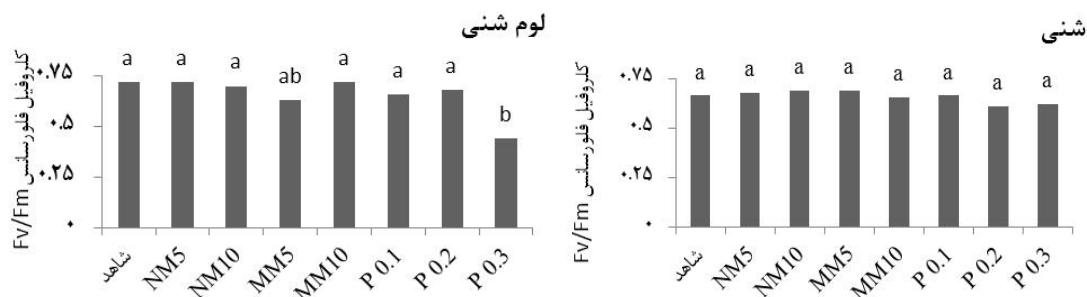 لوم شنی
کلروفیل فلورسانس Fv/Fm
۰.۷۵
۰.۵
۰.۲۵
۰
a a a ab a a a b
شاهد NM5 NM10 MM5 MM10 P 0.1 P 0.2 P 0.3
شنی
کلروفیل فلورسانس Fv/Fm
۰.۷۵
۰.۵
۰.۲۵
۰
a a a a a a a a
شاهد NM5 NM10 MM5 MM10 P 0.1 P 0.2 P 0.3